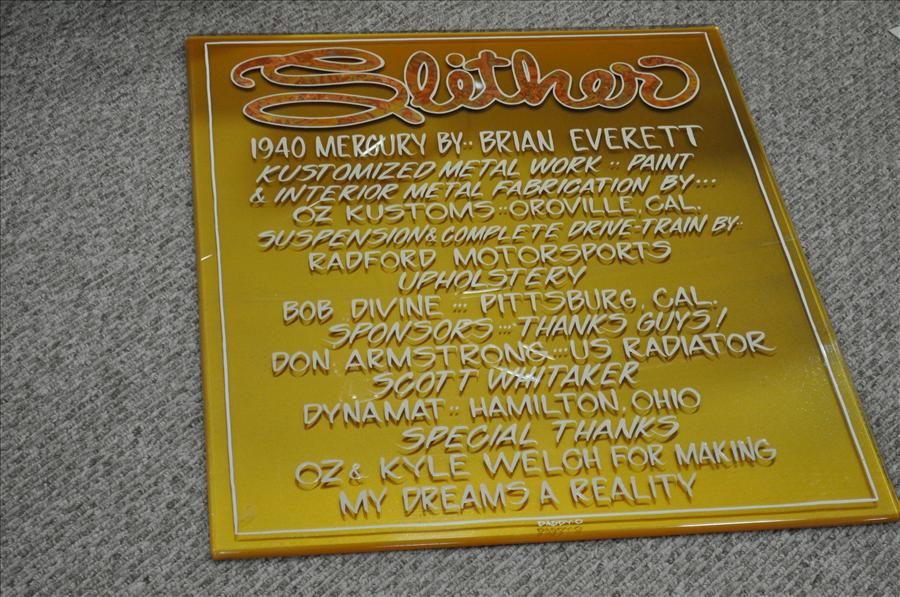 Slither
1940 MERCURY BY:: BRIAN EVERETT
KUSTOMIZED METAL WORK :: PAINT
& INTERIOR METAL FABRICATION BY:::
OZ KUSTOMS::OROVILLE, CAL.
SUSPENSION & COMPLETE DRIVE-TRAIN BY::
RADFORD MOTORSPORTS
UPHOLSTERY
BOB DIVINE ::: PITTSBURG, CAL.
SPONSORS ::: THANKS GUYS!
DON ARMSTRONG:::US RADIATOR
SCOTT WHITAKER
DYNAMAT:: HAMILTON, OHIO
SPECIAL THANKS
OZ & KYLE WELCH FOR MAKING
MY DREAMS A REALITY
DADDY-O